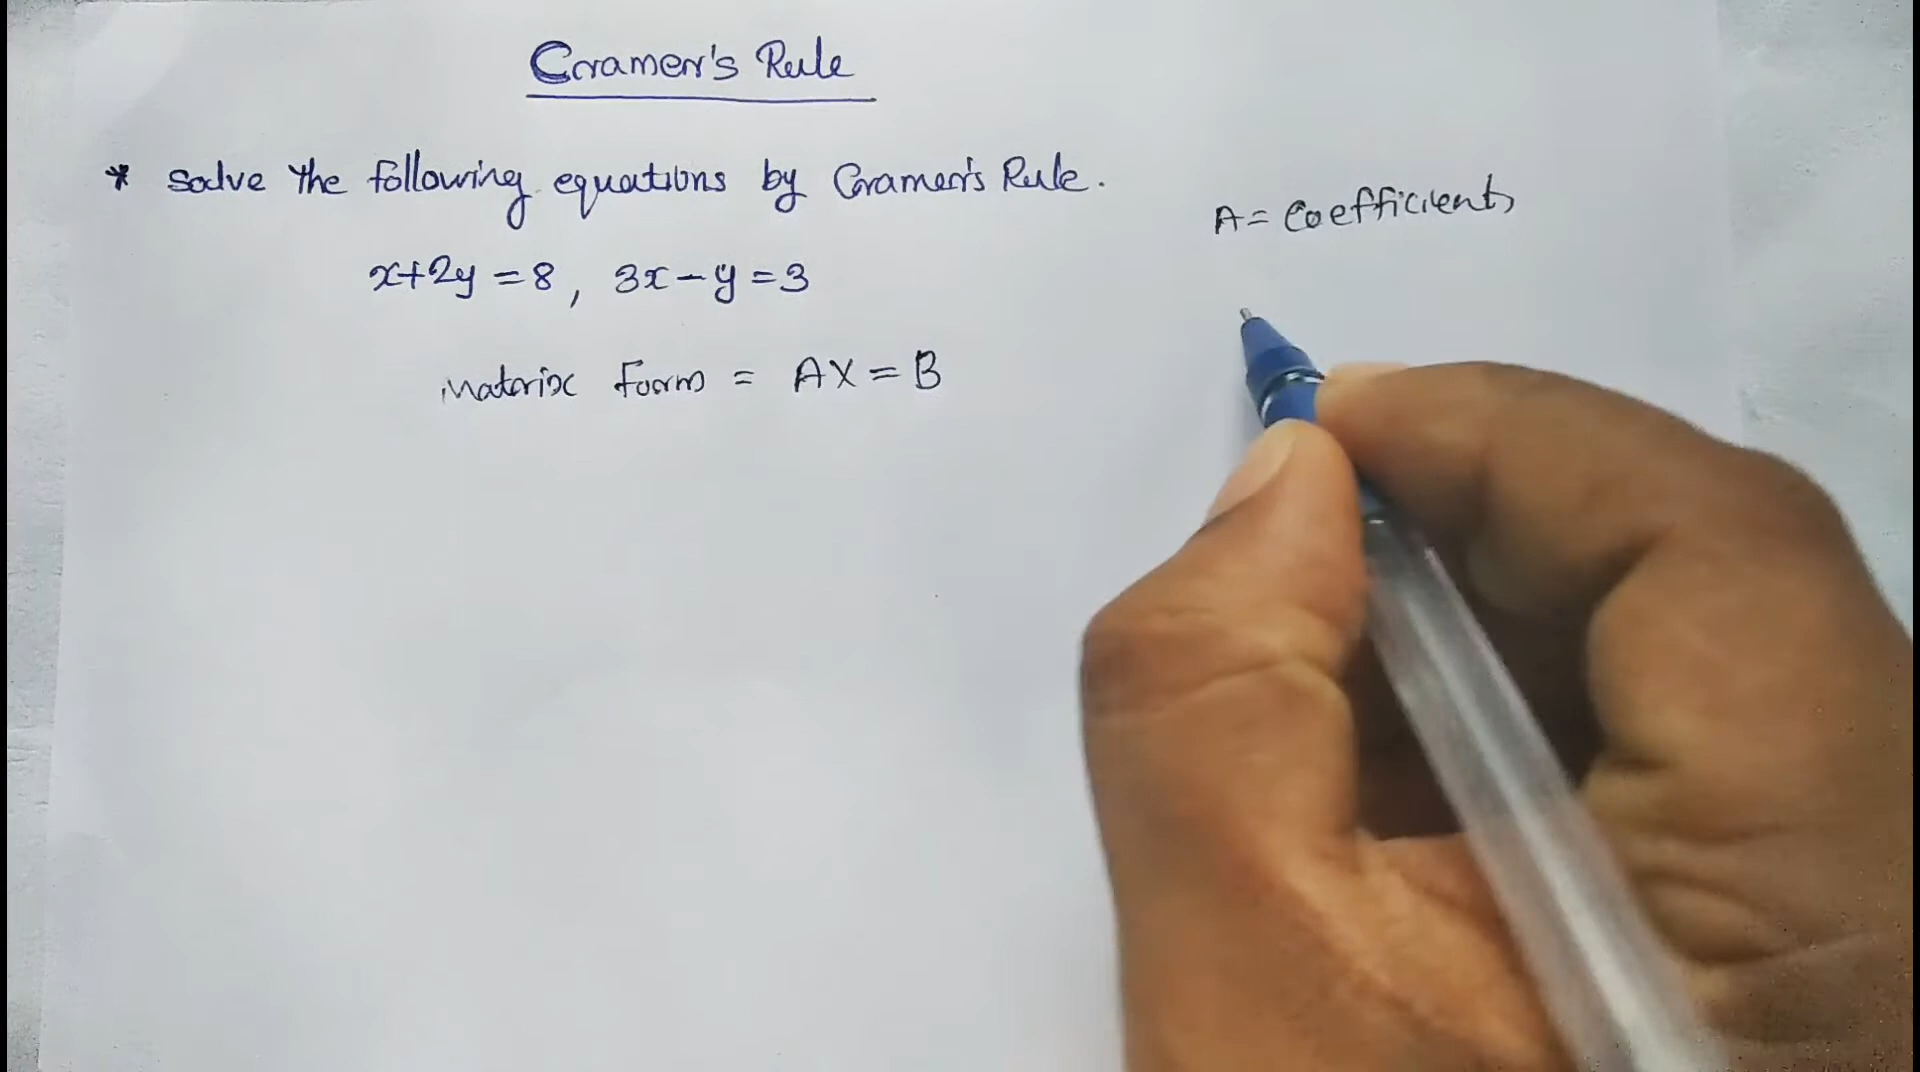 Cramer's Rule
* Solve the following equations by Cramer's Rule.
A = Coefficients
x+2y = 8, 3x - y = 3
Matrix Form = AX = B